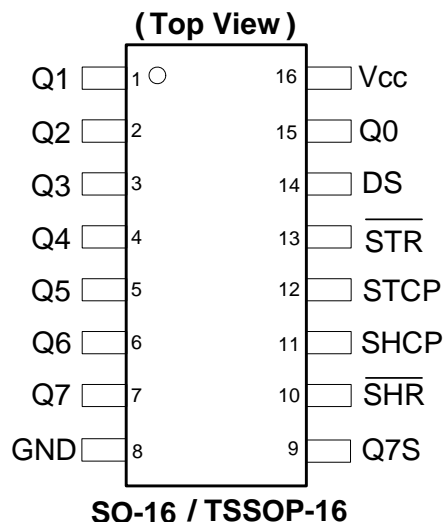 (Top View)
Q1 1 16 Vcc
Q2 2 15 Q0
Q3 3 14 DS
Q4 4 13 STR
Q5 5 12 STCP
Q6 6 11 SHCP
Q7 7 10 SHR
GND 8 9 Q7S
SO-16 / TSSOP-16